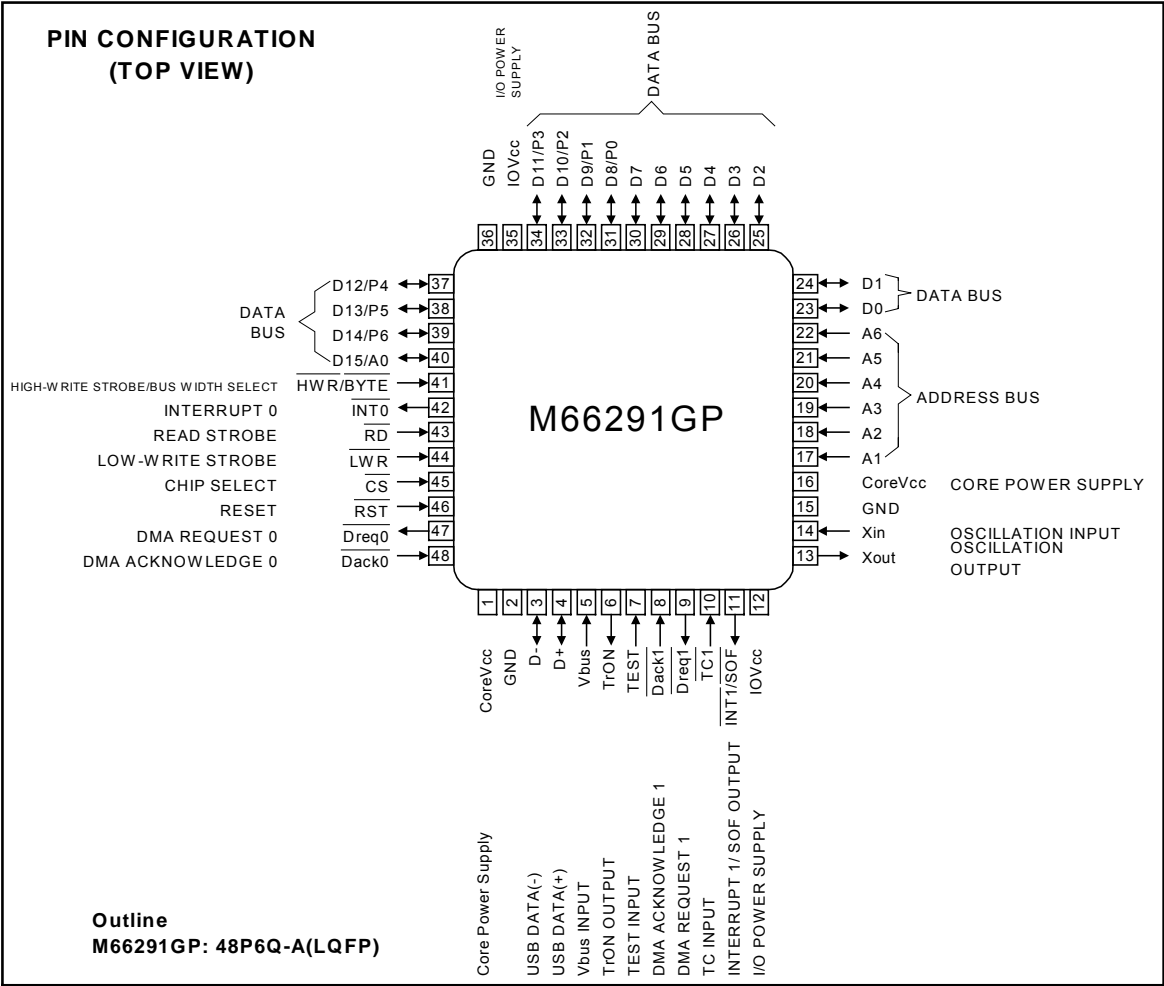 PIN CONFIGURATION
(TOP VIEW)
I/O POWER
SUPPLY
DATA BUS
GND
IOVcc
D11/P3
D10/P2
D9/P1
D8/P0
D7
D6
D5
D4
D3
D2
36
35
34
33
32
31
30
29
28
27
26
25
DATA
BUS
D12/P4
37
D13/P5
38
D14/P6
39
D15/A0
40
HIGH-WRITE STROBE/BUS WIDTH SELECT
HWR/BYTE
41
INTERRUPT 0
INT0
42
READ STROBE
RD
43
LOW-WRITE STROBE
LWR
44
CHIP SELECT
CS
45
RESET
RST
46
DMA REQUEST 0
Dreq0
47
DMA ACKNOWLEDGE 0
Dack0
48
M66291GP
24
D1
23
D0
DATA BUS
22
A6
21
A5
20
A4
19
A3
18
A2
17
A1
ADDRESS BUS
16
CoreVcc
CORE POWER SUPPLY
15
GND
14
Xin
OSCILLATION INPUT
13
Xout
OSCILLATION
OUTPUT
1
2
3
4
5
6
7
8
9
10
11
12
CoreVcc
GND
D-
D+
Vbus
TrON
TEST
Dack1
Dreq1
TC1
INT1/SOF
IOVcc
Core Power Supply
USB DATA(-)
USB DATA(+)
Vbus INPUT
TrON OUTPUT
TEST INPUT
DMA ACKNOWLEDGE 1
DMA REQUEST 1
TC INPUT
INTERRUPT 1/ SOF OUTPUT
I/O POWER SUPPLY
Outline
M66291GP: 48P6Q-A(LQFP)